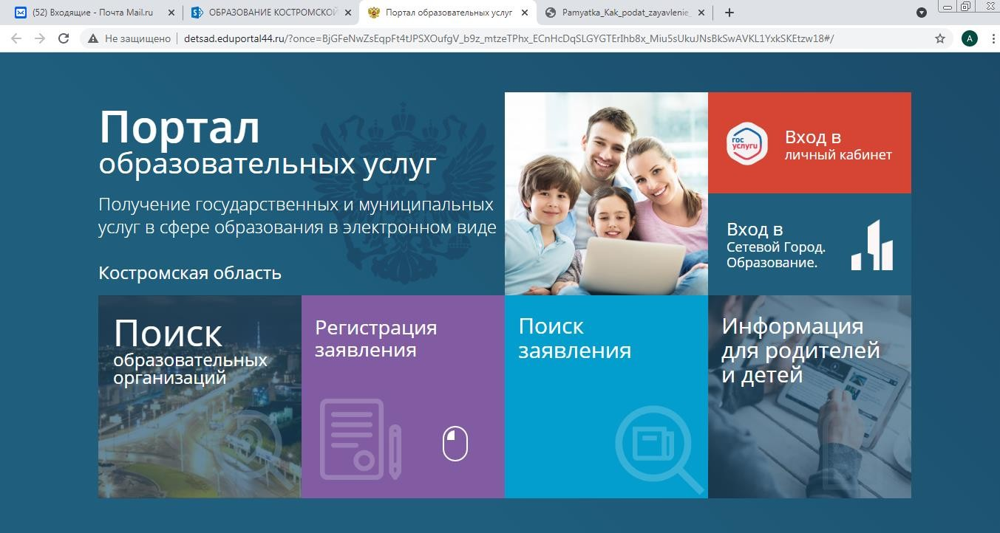 (52) Входящие - Почта Mail.ru
ОБРАЗОВАНИЕ КОСТРОМСКОЙ
Портал образовательных услуг
Pamyatka_Kak_podat_zayavlenie_
Не защищено
detsad.eduportal44.ru/?once=BjGFeNwZsEqpFt4tJPSXOufgV_b9z_mtzeTPhx_ECnHcDqSLGYGTErIhb8x_Miu5sUkuJNsBkSwAVKL1YxkSKEtzw18#/
A
Портал
образовательных услуг
Получение государственных и муниципальных
услуг в сфере образования в электронном виде
Костромская область
гос
услуги
Вход в
личный кабинет
Вход в
Сетевой Город.
Образование.
Поиск
образовательных
организаций
Регистрация
заявления
Поиск
заявления
Информация
для родителей
и детей